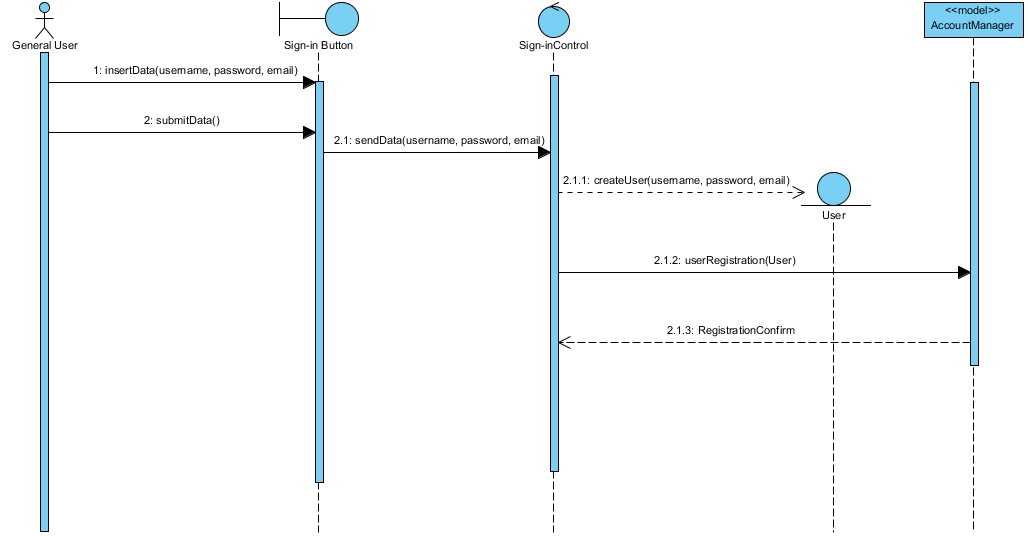 <<model>>
AccountManager
General User
Sign-in Button
Sign-inControl
1: insertData(username, password, email)
2: submitData()
2.1: sendData(username, password, email)
2.1.1: createUser(username, password, email)
User
2.1.2: userRegistration(User)
2.1.3: RegistrationConfirm